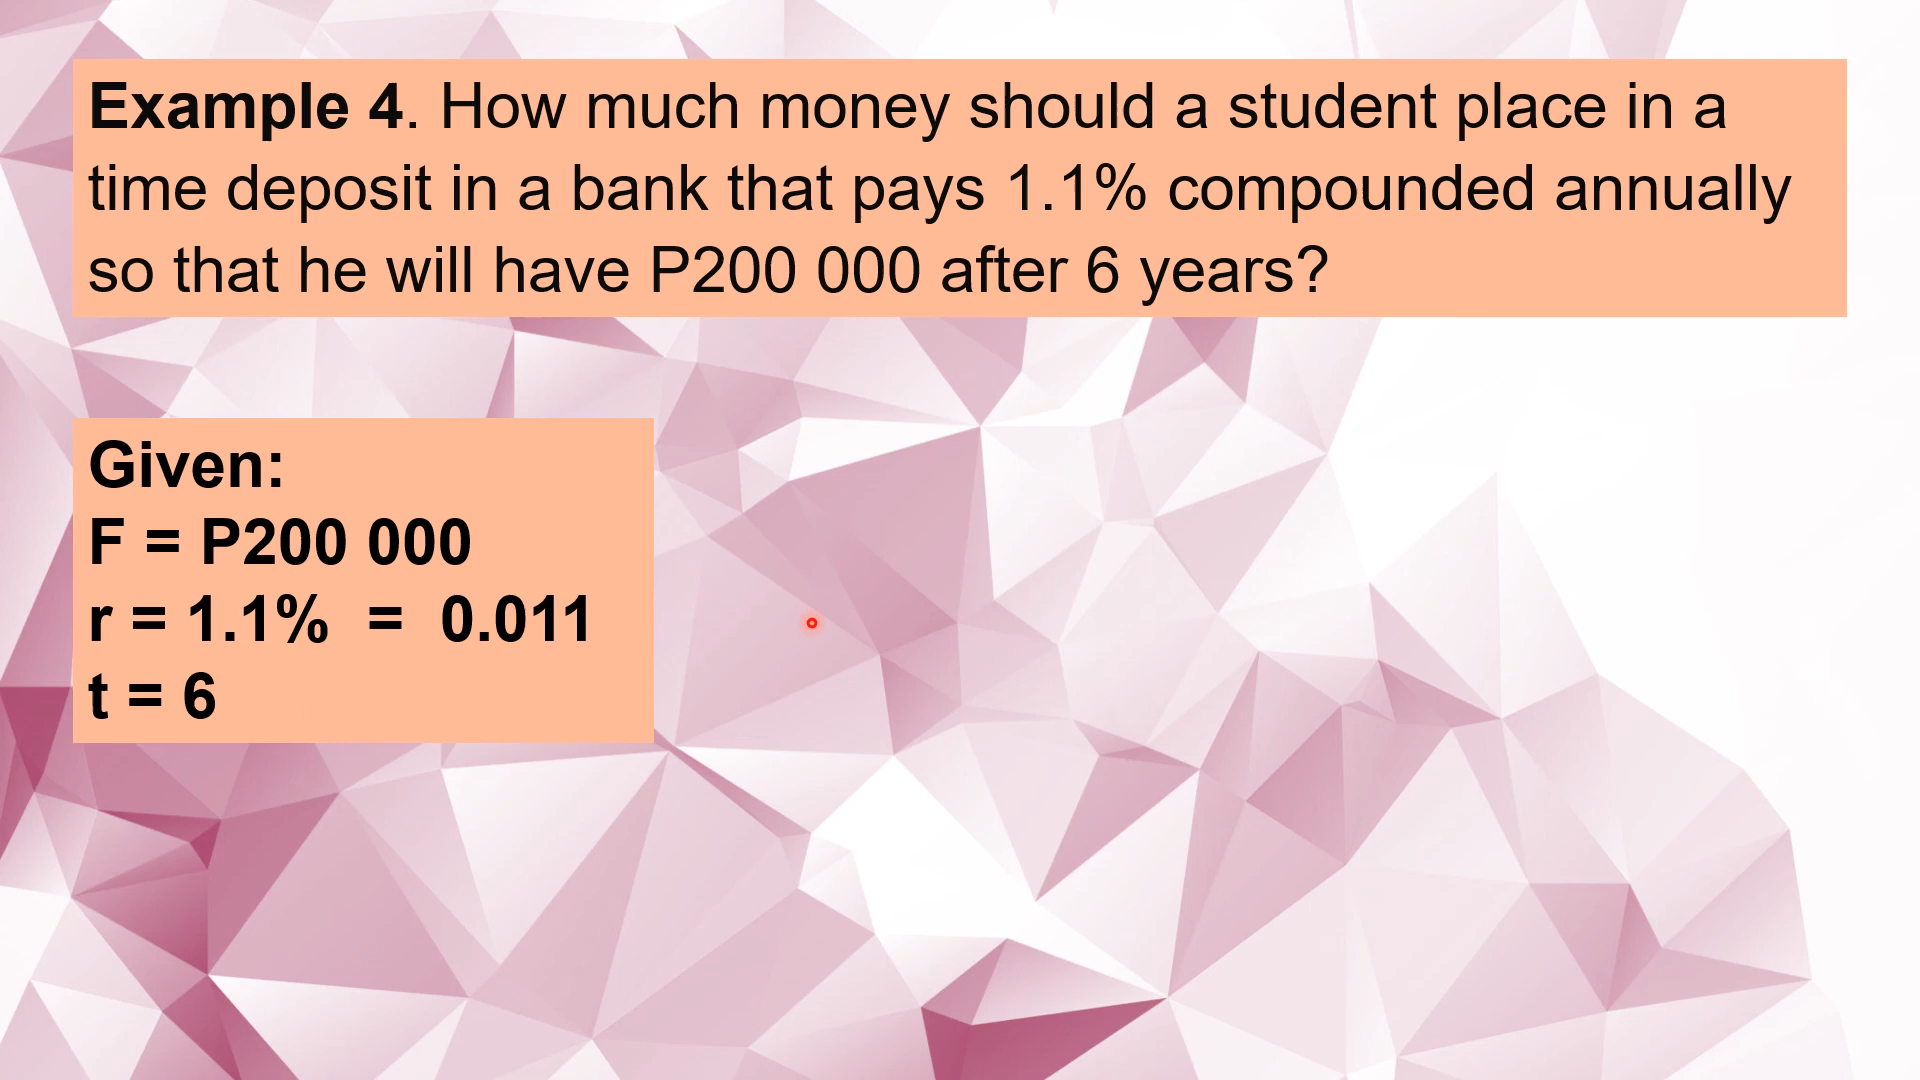 Example 4. How much money should a student place in a
time deposit in a bank that pays 1.1% compounded annually
so that he will have P200 000 after 6 years?
Given:
F = P200 000
r = 1.1% = 0.011
t = 6